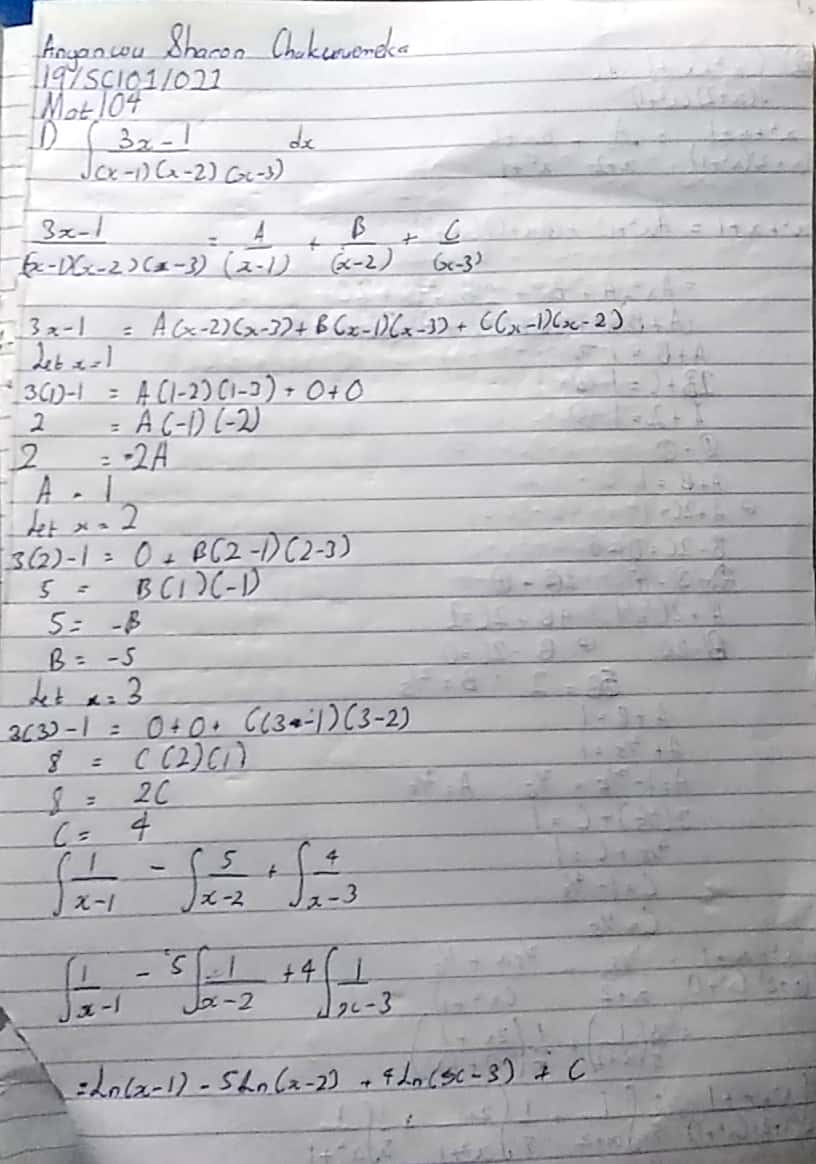 Anyanwu Sharon Chukwuemeka
19/SCI01/022
Mat 104
1) ∫ 3x-1 / (x-1)(x-2)(x-3) dx
3x-1 / (x-1)(x-2)(x-3) = A / (x-1) + B / (x-2) + C / (x-3)
3x-1 = A(x-2)(x-3) + B(x-1)(x-3) + C(x-1)(x-2)
Let x=1
3(1)-1 = A(1-2)(1-3) + 0+0
2 = A(-1)(-2)
2 = 2A
A = 1
Let x = 2
3(2)-1 = 0 + B(2-1)(2-3)
5 = B(1)(-1)
5 = -B
B = -5
Let x = 3
3(3)-1 = 0+0+ C(3-1)(3-2)
8 = C(2)(1)
8 = 2C
C = 4
∫ 1 / x-1 - ∫ 5 / x-2 + ∫ 4 / x-3
∫ 1 / x-1 - 5 ∫ 1 / x-2 + 4 ∫ 1 / x-3
= Ln(x-1) - 5Ln(x-2) + 4Ln(x-3) + C